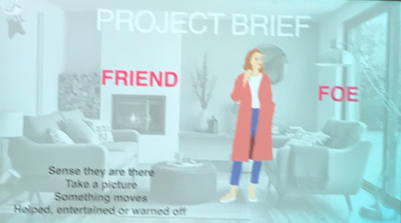 PROJECT BRIEF
FRIEND
FOE
Sense they are there
Take a picture
Something moves
Helped, entertained or warned off